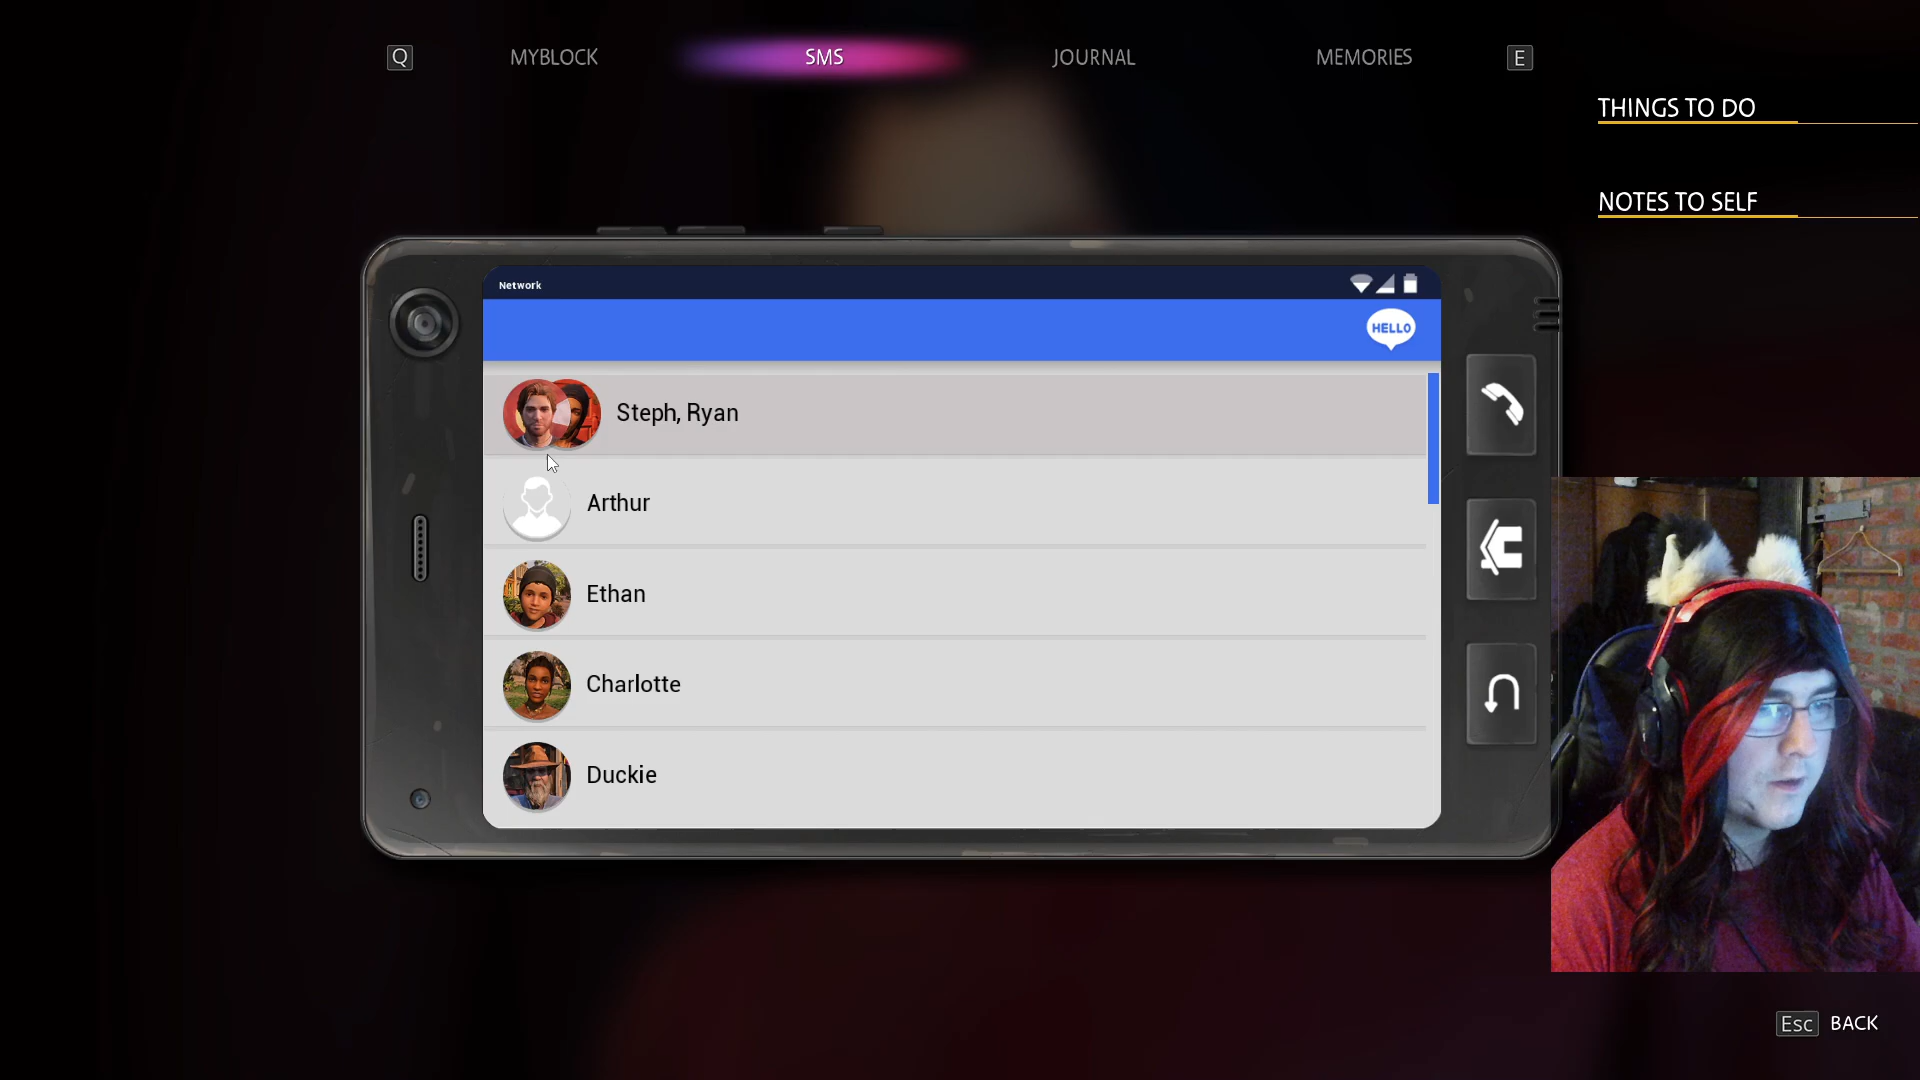 Q MYBLOCK SMS JOURNAL MEMORIES E
THINGS TO DO
NOTES TO SELF
Network
HELLO
Steph, Ryan
Arthur
Ethan
Charlotte
Duckie
Esc BACK